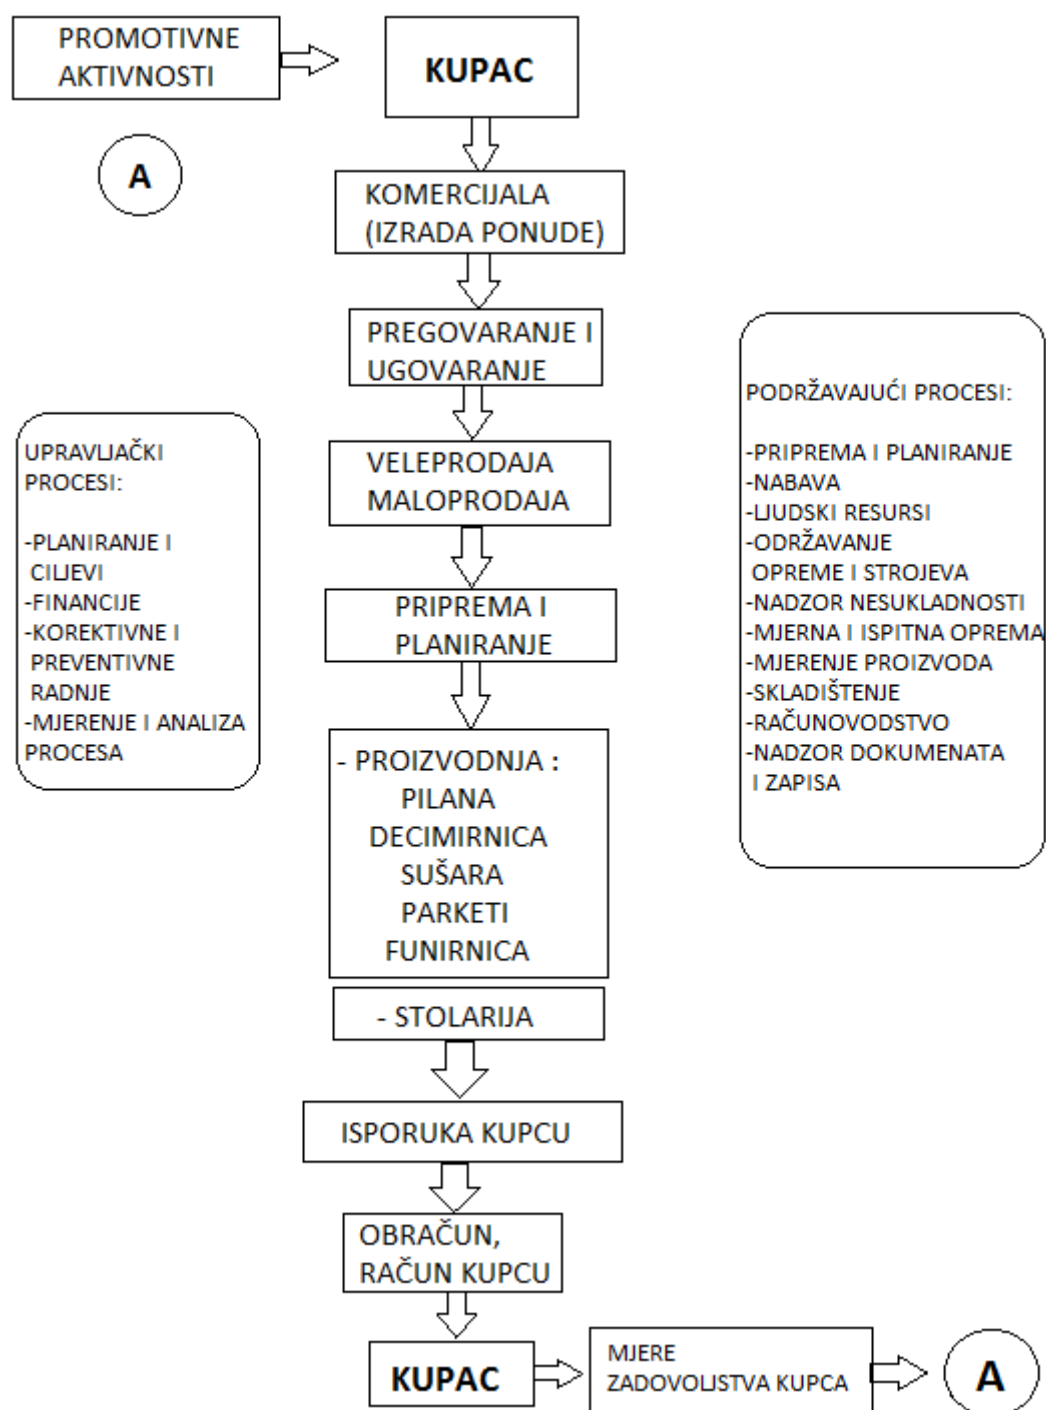 PROMOTIVNE
AKTIVNOSTI
KUPAC
A
KOMERCIJALA
(IZRADA PONUDE)
PREGOVARANJE I
UGOVARANJE
VELEPRODAJA
MALOPRODAJA
PRIPREMA I
PLANIRANJE
- PROIZVODNJA :
PILANA
DECIMIRNICA
SUŠARA
PARKETI
FUNIRNICA
- STOLARIJA
ISPORUKA KUPCU
OBRAČUN,
RAČUN KUPCU
KUPAC
MJERE
ZADOVOLJSTVA KUPCA
A
UPRAVLJAČKI
PROCESI:
-PLANIRANJE I
CILJEVI
-FINANCIJE
-KOREKTIVNE I
PREVENTIVNE
RADNJE
-MJERENJE I ANALIZA
PROCESA
PODRŽAVAJUĆI PROCESI:
-PRIPREMA I PLANIRANJE
-NABAVA
-LJUDSKI RESURSI
-ODRŽAVANJE
OPREME I STROJEVA
-NADZOR NESUKLADNOSTI
-MJERNA I ISPITNA OPREMA
-MJERENJE PROIZVODA
-SKLADIŠTENJE
-RAČUNOVODSTVO
-NADZOR DOKUMENATA
I ZAPISA